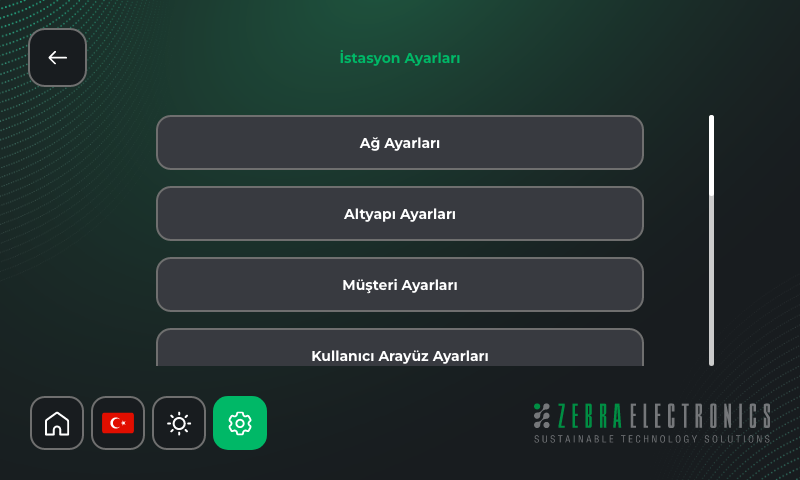 İstasyon Ayarları
Ağ Ayarları
Altyapı Ayarları
Müşteri Ayarları
Kullanıcı Arayüz Ayarları
ZEBRA ELECTRONICS
SUSTAINABLE TECHNOLOGY SOLUTIONS